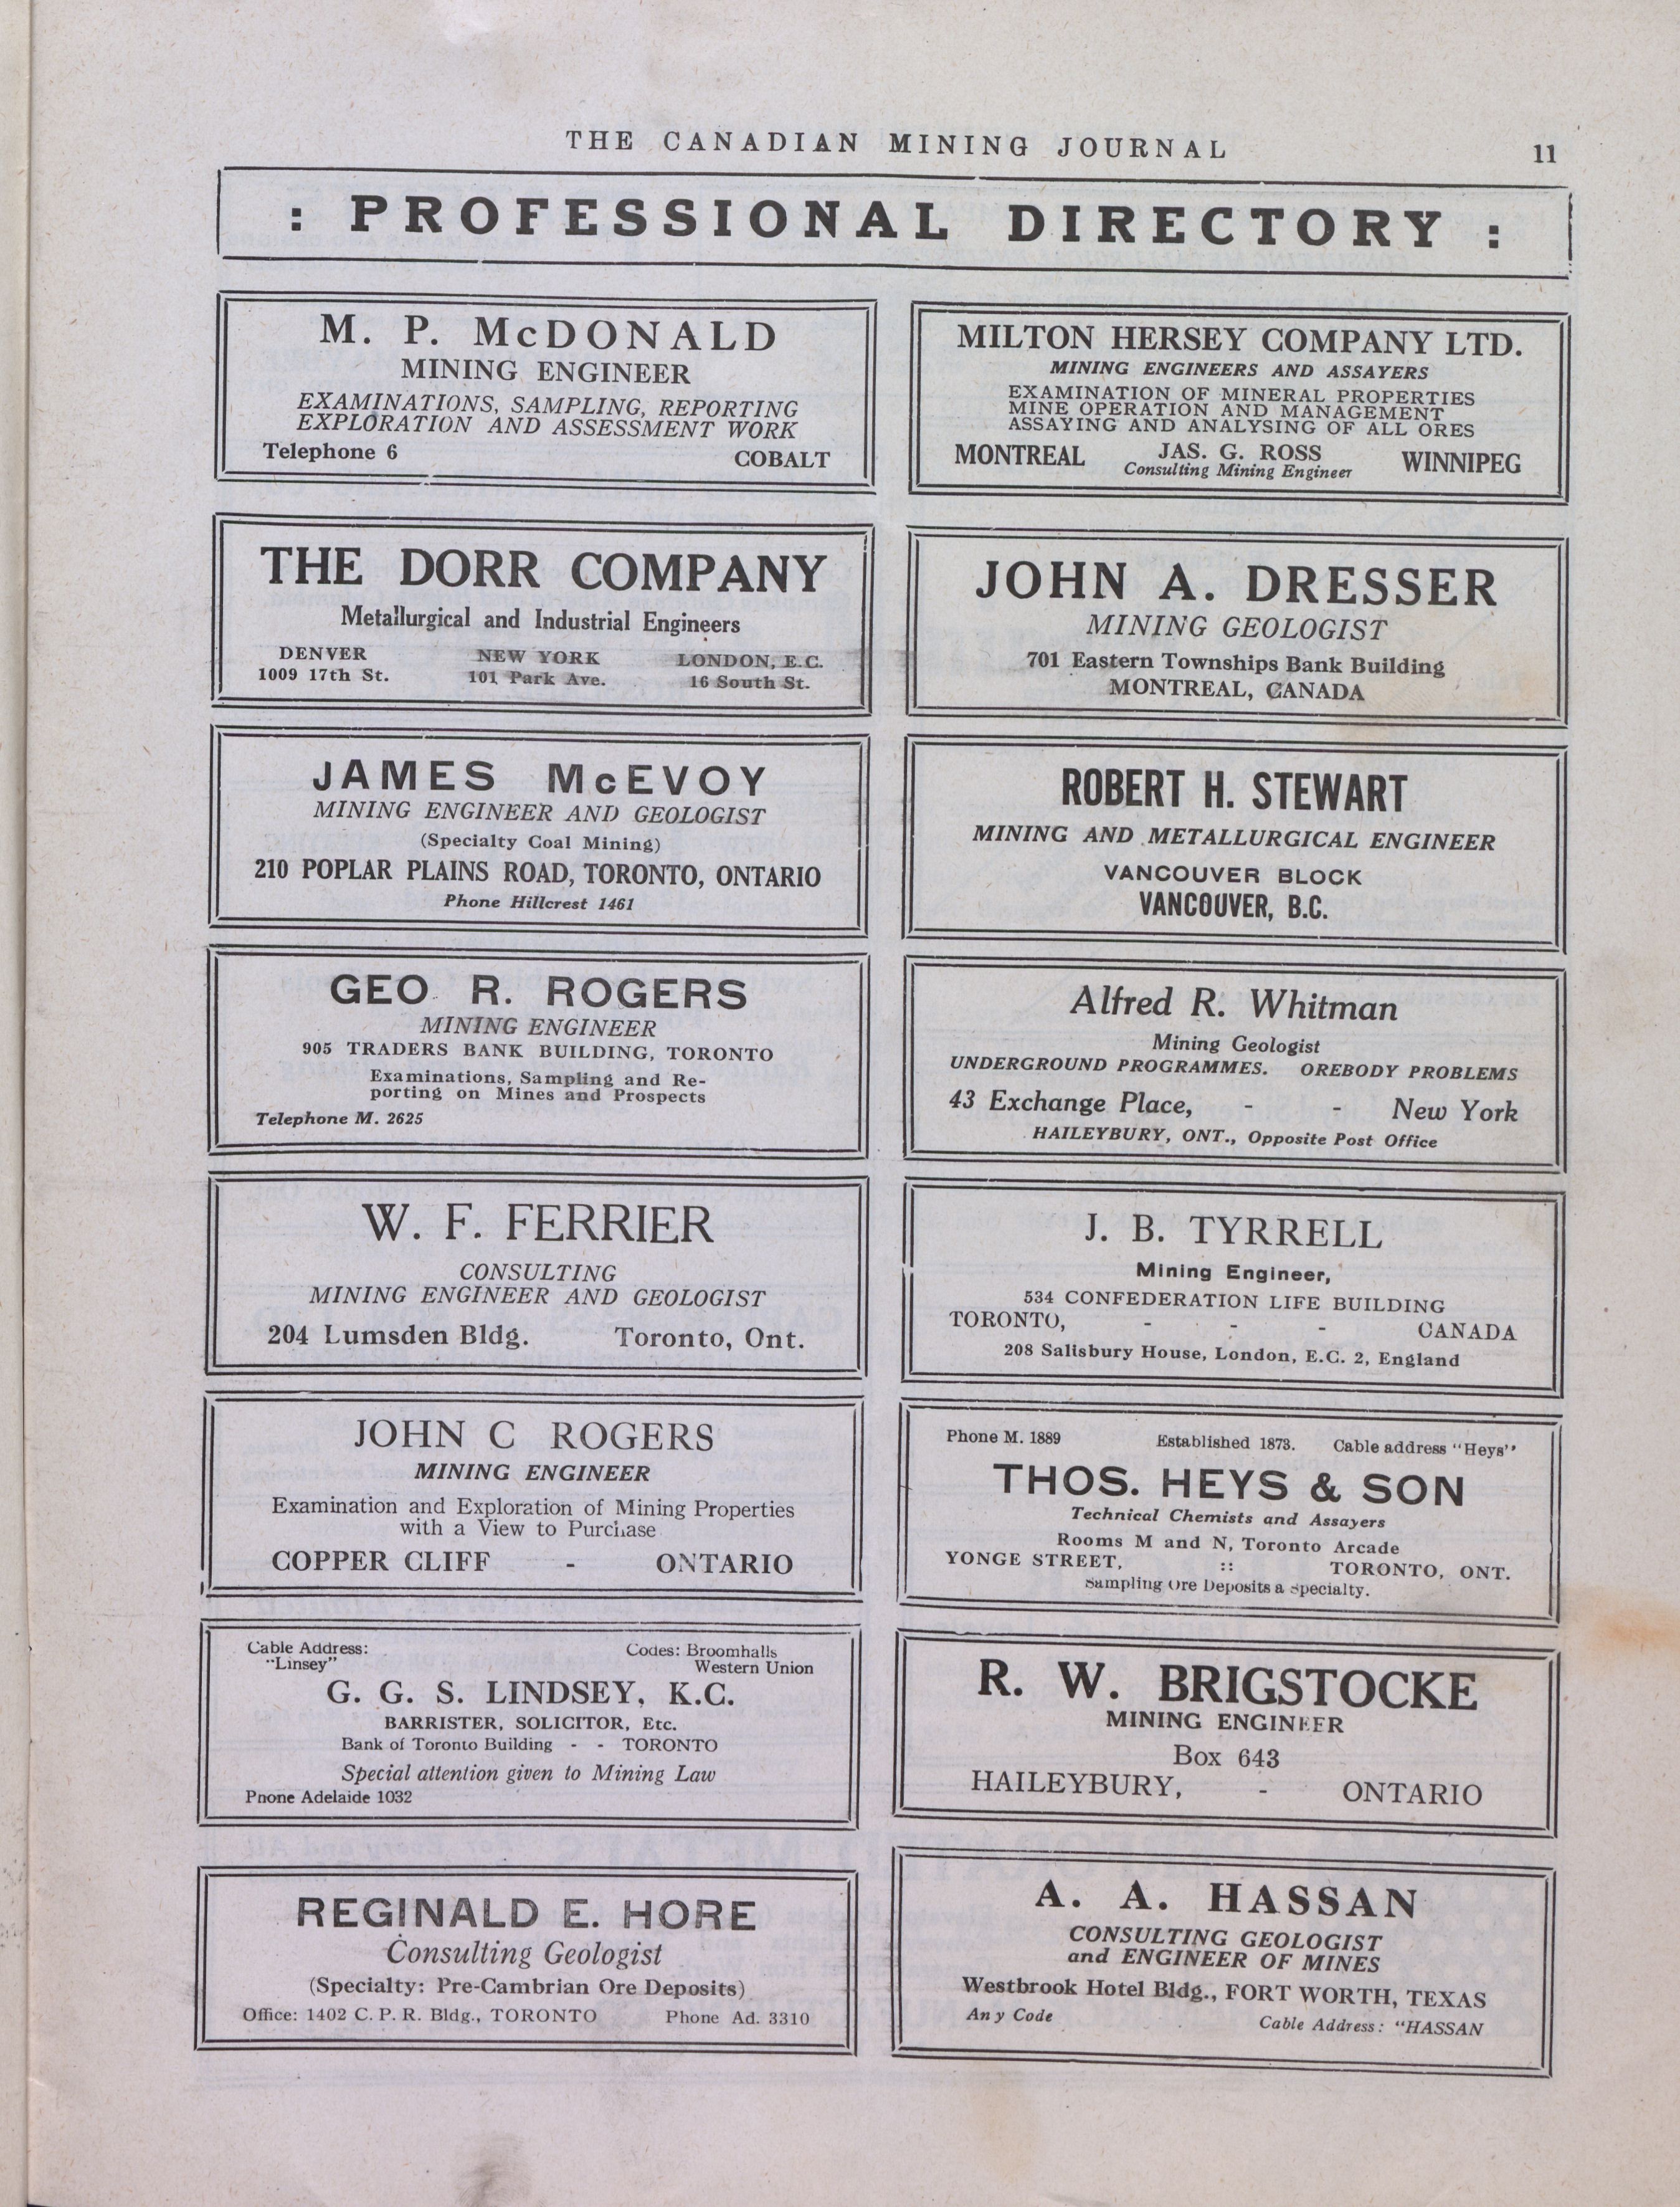 THE CANADIAN MINING JOURNAL 11
: PROFESSIONAL DIRECTORY :
M. P. McDONALD
MINING ENGINEER
EXAMINATIONS, SAMPLING, REPORTING
EXPLORATION AND ASSESSMENT WORK
Telephone 6 COBALT
MILTON HERSEY COMPANY LTD.
MINING ENGINEERS AND ASSAYERS
EXAMINATION OF MINERAL PROPERTIES
MINE OPERATION AND MANAGEMENT
ASSAYING AND ANALYSING OF ALL ORES
MONTREAL JAS. G. ROSS WINNIPEG
Consulting Mining Engineer
THE DORR COMPANY
Metallurgical and Industrial Engineers
DENVER NEW YORK LONDON, E.C.
1009 17th St. 101 Park Ave. 16 South St.
JOHN A. DRESSER
MINING GEOLOGIST
701 Eastern Townships Bank Building
MONTREAL, CANADA
JAMES McEVOY
MINING ENGINEER AND GEOLOGIST
(Specialty Coal Mining)
210 POPLAR PLAINS ROAD, TORONTO, ONTARIO
Phone Hillcrest 1461
ROBERT H. STEWART
MINING AND METALLURGICAL ENGINEER
VANCOUVER BLOCK
VANCOUVER, B.C.
GEO. R. ROGERS
MINING ENGINEER
905 TRADERS BANK BUILDING, TORONTO
Examinations, Sampling and Re-
porting on Mines and Prospects
Telephone M. 2625
Alfred R. Whitman
Mining Geologist
UNDERGROUND PROGRAMMES. OREBODY PROBLEMS
43 Exchange Place, - - New York
HAILEYBURY, ONT., Opposite Post Office
W. F. FERRIER
CONSULTING
MINING ENGINEER AND GEOLOGIST
204 Lumsden Bldg. Toronto, Ont.
J. B. TYRRELL
Mining Engineer,
534 CONFEDERATION LIFE BUILDING
TORONTO, - - - CANADA
208 Salisbury House, London, E.C. 2, England
JOHN C ROGERS
MINING ENGINEER
Examination and Exploration of Mining Properties
with a View to Purchase
COPPER CLIFF - ONTARIO
Phone M. 1889 Established 1873. Cable address "Heys"
THOS. HEYS & SON
Technical Chemists and Assayers
Rooms M and N, Toronto Arcade
YONGE STREET, :: TORONTO, ONT.
Sampling Ore Deposits a Specialty.
Cable Address: Codes: Broomhalls
"Linsey" Western Union
G. G. S. LINDSEY, K.C.
BARRISTER, SOLICITOR, Etc.
Bank of Toronto Building - - TORONTO
Special attention given to Mining Law
Phone Adelaide 1032
R. W. BRIGSTOCKE
MINING ENGINEER
Box 643
HAILEYBURY, - ONTARIO
REGINALD E. HORE
Consulting Geologist
(Specialty: Pre-Cambrian Ore Deposits)
Office: 1402 C. P. R. Bldg., TORONTO Phone Ad. 3310
A. A. HASSAN
CONSULTING GEOLOGIST
and ENGINEER OF MINES
Westbrook Hotel Bldg., FORT WORTH, TEXAS
Any Code Cable Address: "HASSAN